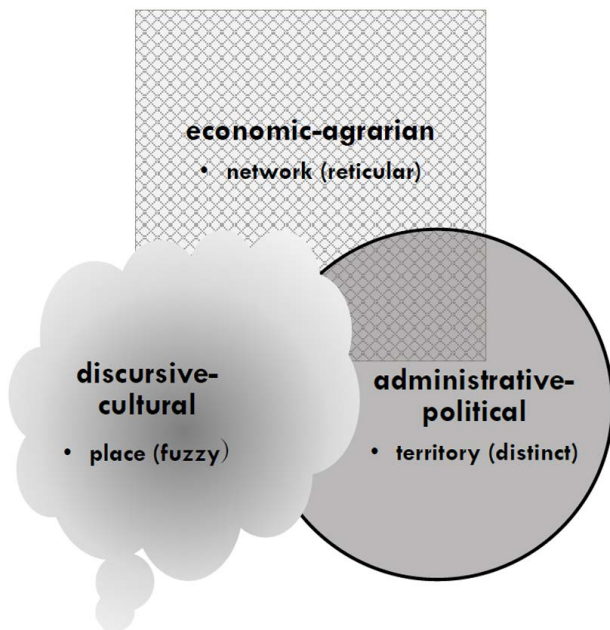 economic-agrarian
• network (reticular)
discursive-
cultural
• place (fuzzy)
administrative-
political
• territory (distinct)